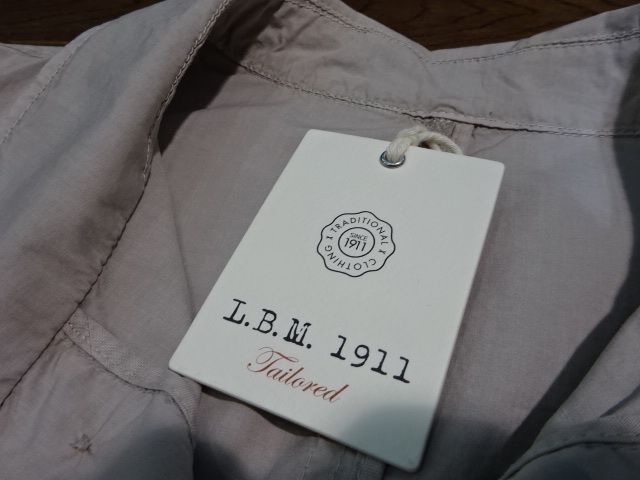 TRADITIONAL
SINCE
1911
CLOTHING
L.B.M. 1911
Tailored